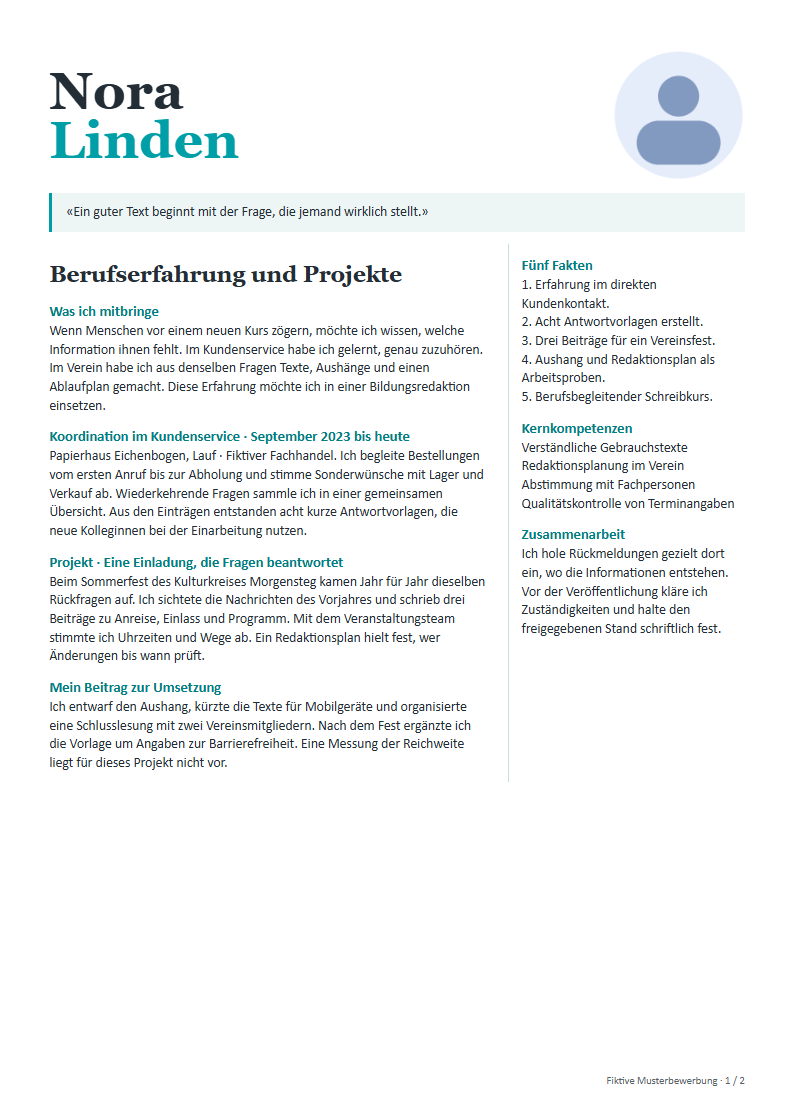 Nora
Linden
«Ein guter Text beginnt mit der Frage, die jemand wirklich stellt.»
Berufserfahrung und Projekte
Was ich mitbringe
Wenn Menschen vor einem neuen Kurs zögern, möchte ich wissen, welche
Information ihnen fehlt. Im Kundenservice habe ich gelernt, genau zuzuhören.
Im Verein habe ich aus denselben Fragen Texte, Aushänge und einen
Ablaufplan gemacht. Diese Erfahrung möchte ich in einer Bildungsredaktion
einsetzen.
Koordination im Kundenservice · September 2023 bis heute
Papierhaus Eichenbogen, Lauf · Fiktiver Fachhandel. Ich begleite Bestellungen
vom ersten Anruf bis zur Abholung und stimme Sonderwünsche mit Lager und
Verkauf ab. Wiederkehrende Fragen sammle ich in einer gemeinsamen
Übersicht. Aus den Einträgen entstanden acht kurze Antwortvorlagen, die
neue Kolleginnen bei der Einarbeitung nutzen.
Projekt · Eine Einladung, die Fragen beantwortet
Beim Sommerfest des Kulturkreises Morgensteg kamen Jahr für Jahr dieselben
Rückfragen auf. Ich sichtete die Nachrichten des Vorjahres und schrieb drei
Beiträge zu Anreise, Einlass und Programm. Mit dem Veranstaltungsteam
stimmte ich Uhrzeiten und Wege ab. Ein Redaktionsplan hielt fest, wer
Änderungen bis wann prüft.
Mein Beitrag zur Umsetzung
Ich entwarf den Aushang, kürzte die Texte für Mobilgeräte und organisierte
eine Schlusslesung mit zwei Vereinsmitgliedern. Nach dem Fest ergänzte ich
die Vorlage um Angaben zur Barrierefreiheit. Eine Messung der Reichweite
liegt für dieses Projekt nicht vor.
Fünf Fakten
1. Erfahrung im direkten
Kundenkontakt.
2. Acht Antwortvorlagen erstellt.
3. Drei Beiträge für ein Vereinsfest.
4. Aushang und Redaktionsplan als
Arbeitsproben.
5. Berufsbegleitender Schreibkurs.
Kernkompetenzen
Verständliche Gebrauchstexte
Redaktionsplanung im Verein
Abstimmung mit Fachpersonen
Qualitätskontrolle von Terminangaben
Zusammenarbeit
Ich hole Rückmeldungen gezielt dort
ein, wo die Informationen entstehen.
Vor der Veröffentlichung kläre ich
Zuständigkeiten und halte den
freigegebenen Stand schriftlich fest.
Fiktive Musterbewerbung · 1 / 2